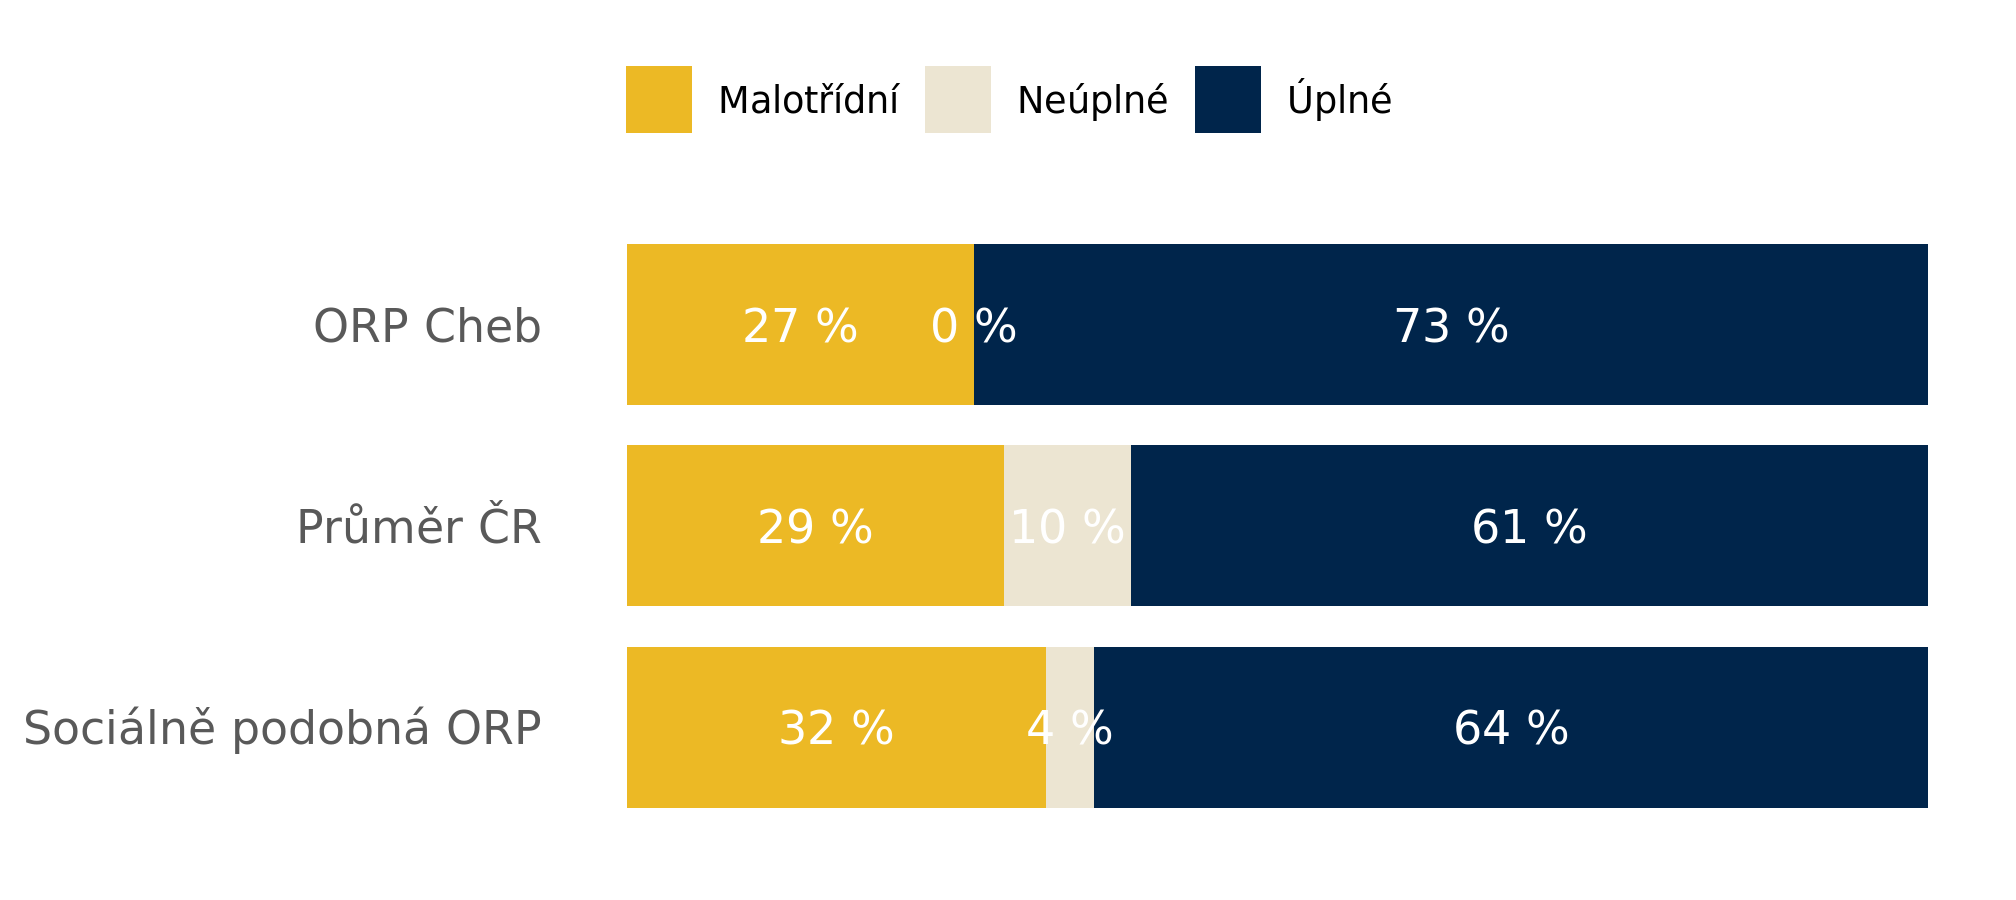 Malotřídní Neúplné Úplné
ORP Cheb 27 % 0 % 73 %
Průměr ČR 29 % 10 % 61 %
Sociálně podobná ORP 32 % 4 % 64 %